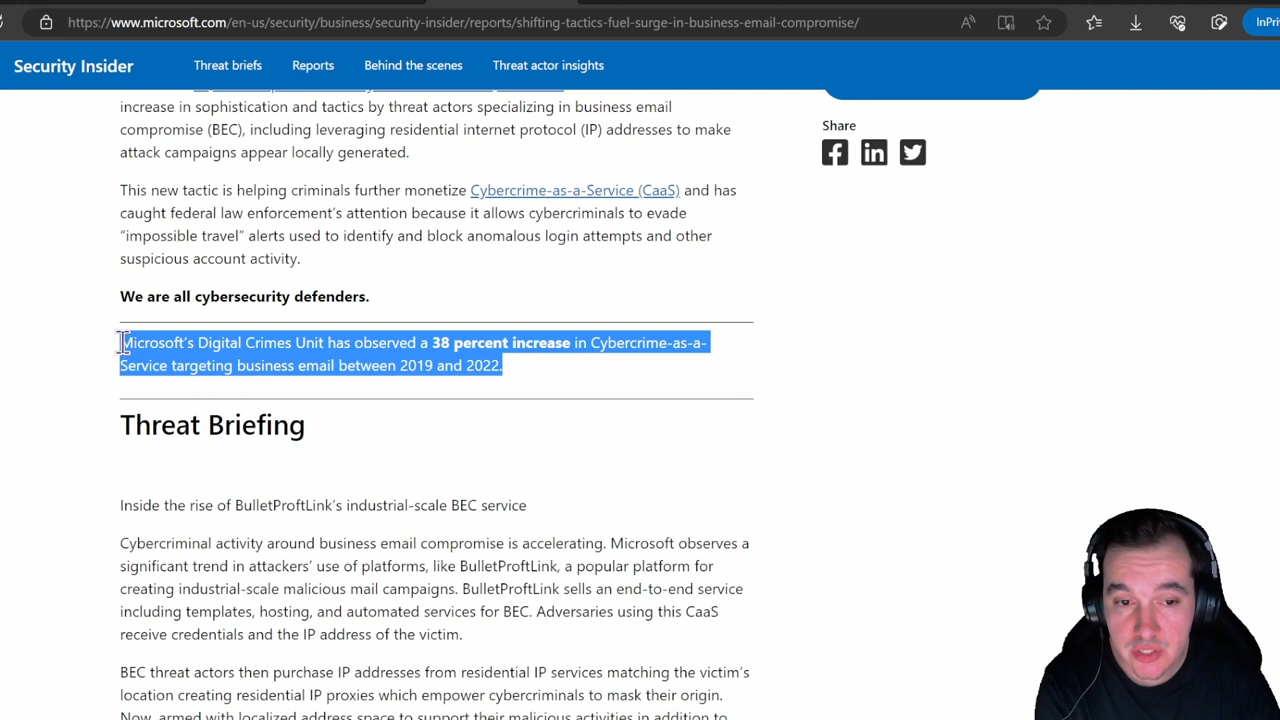 https://www.microsoft.com/en-us/security/business/security-insider/reports/shifting-tactics-fuel-surge-in-business-email-compromise/
InPri
Security Insider
Threat briefs
Reports
Behind the scenes
Threat actor insights
increase in sophistication and tactics by threat actors specializing in business email
compromise (BEC), including leveraging residential internet protocol (IP) addresses to make
attack campaigns appear locally generated.
Share
This new tactic is helping criminals further monetize Cybercrime-as-a-Service (CaaS) and has
caught federal law enforcement’s attention because it allows cybercriminals to evade
“impossible travel” alerts used to identify and block anomalous login attempts and other
suspicious account activity.
We are all cybersecurity defenders.
Microsoft’s Digital Crimes Unit has observed a 38 percent increase in Cybercrime-as-a-
Service targeting business email between 2019 and 2022.
Threat Briefing
Inside the rise of BulletProftLink’s industrial-scale BEC service
Cybercriminal activity around business email compromise is accelerating. Microsoft observes a
significant trend in attackers’ use of platforms, like BulletProftLink, a popular platform for
creating industrial-scale malicious mail campaigns. BulletProftLink sells an end-to-end service
including templates, hosting, and automated services for BEC. Adversaries using this CaaS
receive credentials and the IP address of the victim.
BEC threat actors then purchase IP addresses from residential IP services matching the victim’s
location creating residential IP proxies which empower cybercriminals to mask their origin.
Now, armed with localized address space to support their malicious activities in addition to